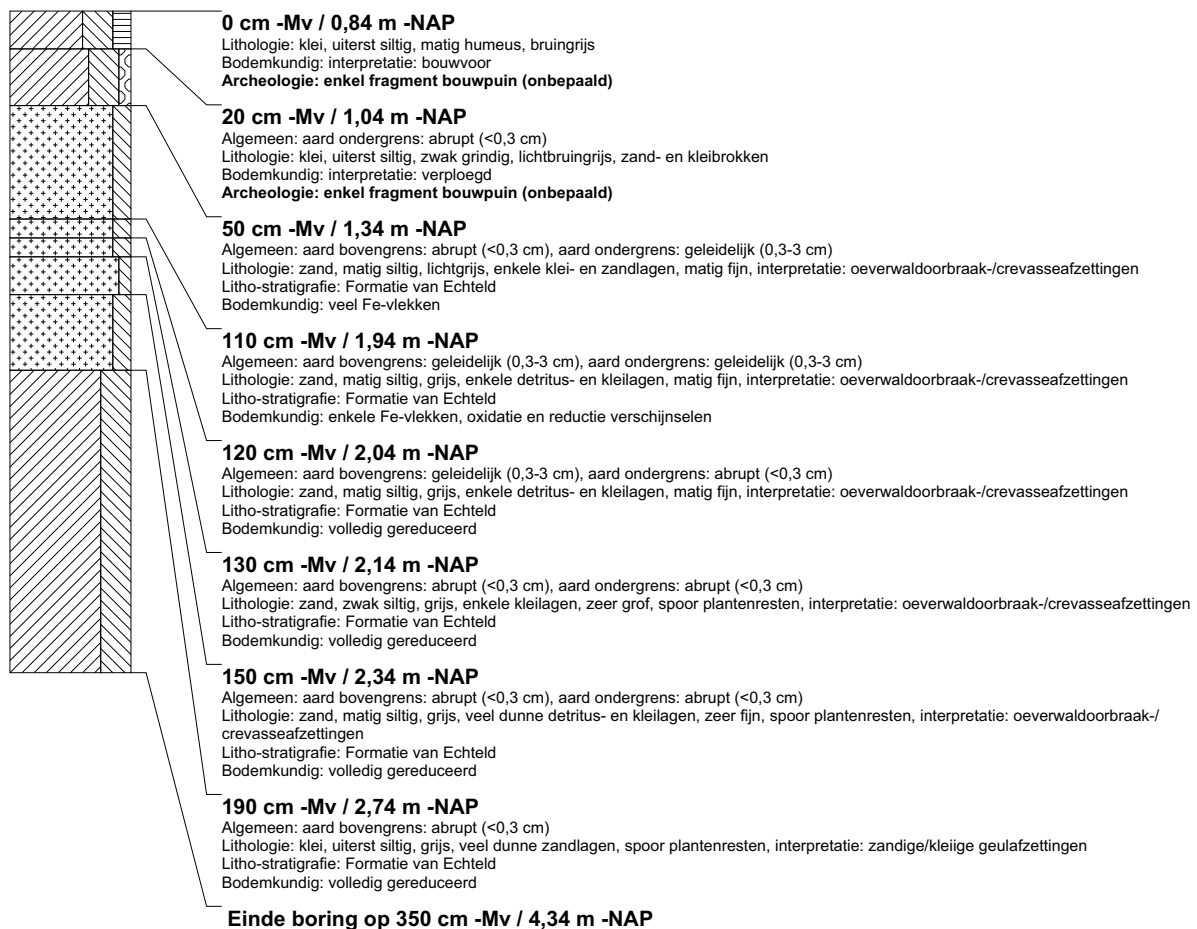 0 cm -Mv / 0,84 m -NAP
Lithologie: klei, uiterst siltig, matig humeus, bruingrijs
Bodemkundig: interpretatie: bouwvoor
Archeologie: enkel fragment bouwpuin (onbepaald)
20 cm -Mv / 1,04 m -NAP
Algemeen: aard ondergrens: abrupt (<0,3 cm)
Lithologie: klei, uiterst siltig, zwak grindig, lichtbruingrijs, zand- en kleibrokken
Bodemkundig: interpretatie: verploegd
Archeologie: enkel fragment bouwpuin (onbepaald)
50 cm -Mv / 1,34 m -NAP
Algemeen: aard bovengrens: abrupt (<0,3 cm), aard ondergrens: geleidelijk (0,3-3 cm)
Lithologie: zand, matig siltig, lichtgrijs, enkele klei- en zandlagen, matig fijn, interpretatie: oeverwaldoorbraak-/crevasseafzettingen
Litho-stratigrafie: Formatie van Echteld
Bodemkundig: veel Fe-vlekken
110 cm -Mv / 1,94 m -NAP
Algemeen: aard bovengrens: geleidelijk (0,3-3 cm), aard ondergrens: geleidelijk (0,3-3 cm)
Lithologie: zand, matig siltig, grijs, enkele detritus- en kleilagen, matig fijn, interpretatie: oeverwaldoorbraak-/crevasseafzettingen
Litho-stratigrafie: Formatie van Echteld
Bodemkundig: enkele Fe-vlekken, oxidatie en reductie verschijnselen
120 cm -Mv / 2,04 m -NAP
Algemeen: aard bovengrens: geleidelijk (0,3-3 cm), aard ondergrens: abrupt (<0,3 cm)
Lithologie: zand, matig siltig, grijs, enkele detritus- en kleilagen, matig fijn, interpretatie: oeverwaldoorbraak-/crevasseafzettingen
Litho-stratigrafie: Formatie van Echteld
Bodemkundig: volledig gereduceerd
130 cm -Mv / 2,14 m -NAP
Algemeen: aard bovengrens: abrupt (<0,3 cm), aard ondergrens: abrupt (<0,3 cm)
Lithologie: zand, zwak siltig, grijs, enkele kleilagen, zeer grof, spoor plantenresten, interpretatie: oeverwaldoorbraak-/crevasseafzettingen
Litho-stratigrafie: Formatie van Echteld
Bodemkundig: volledig gereduceerd
150 cm -Mv / 2,34 m -NAP
Algemeen: aard bovengrens: abrupt (<0,3 cm), aard ondergrens: abrupt (<0,3 cm)
Lithologie: zand, matig siltig, grijs, veel dunne detritus- en kleilagen, zeer fijn, spoor plantenresten, interpretatie: oeverwaldoorbraak-/
crevasseafzettingen
Litho-stratigrafie: Formatie van Echteld
Bodemkundig: volledig gereduceerd
190 cm -Mv / 2,74 m -NAP
Algemeen: aard bovengrens: abrupt (<0,3 cm)
Lithologie: klei, uiterst siltig, grijs, veel dunne zandlagen, spoor plantenresten, interpretatie: zandige/kleiige geulafzettingen
Litho-stratigrafie: Formatie van Echteld
Bodemkundig: volledig gereduceerd
Einde boring op 350 cm -Mv / 4,34 m -NAP